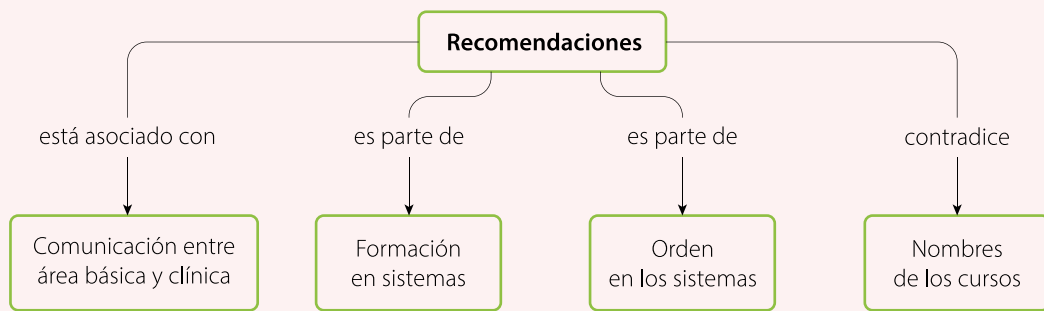 Recomendaciones
está asociado con
es parte de
es parte de
contradice
Comunicación entre
área básica y clínica
Formación
en sistemas
Orden
en los sistemas
Nombres
de los cursos